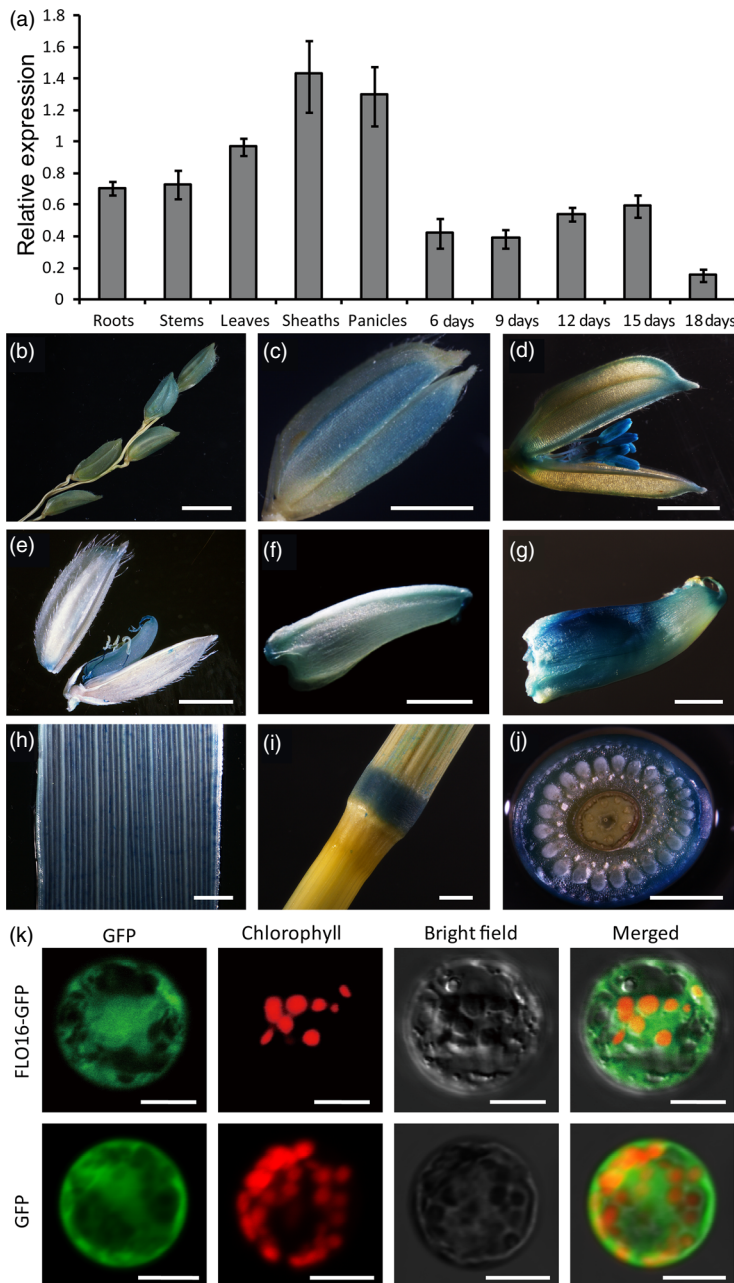 (a)
Relative expression
1.8
1.6
1.4
1.2
1
0.8
0.6
0.4
0.2
0
Roots Stems Leaves Sheaths Panicles 6 days 9 days 12 days 15 days 18 days
(b)
(c)
(d)
(e)
(f)
(g)
(h)
(i)
(j)
(k)
GFP Chlorophyll Bright field Merged
FLO16-GFP
GFP